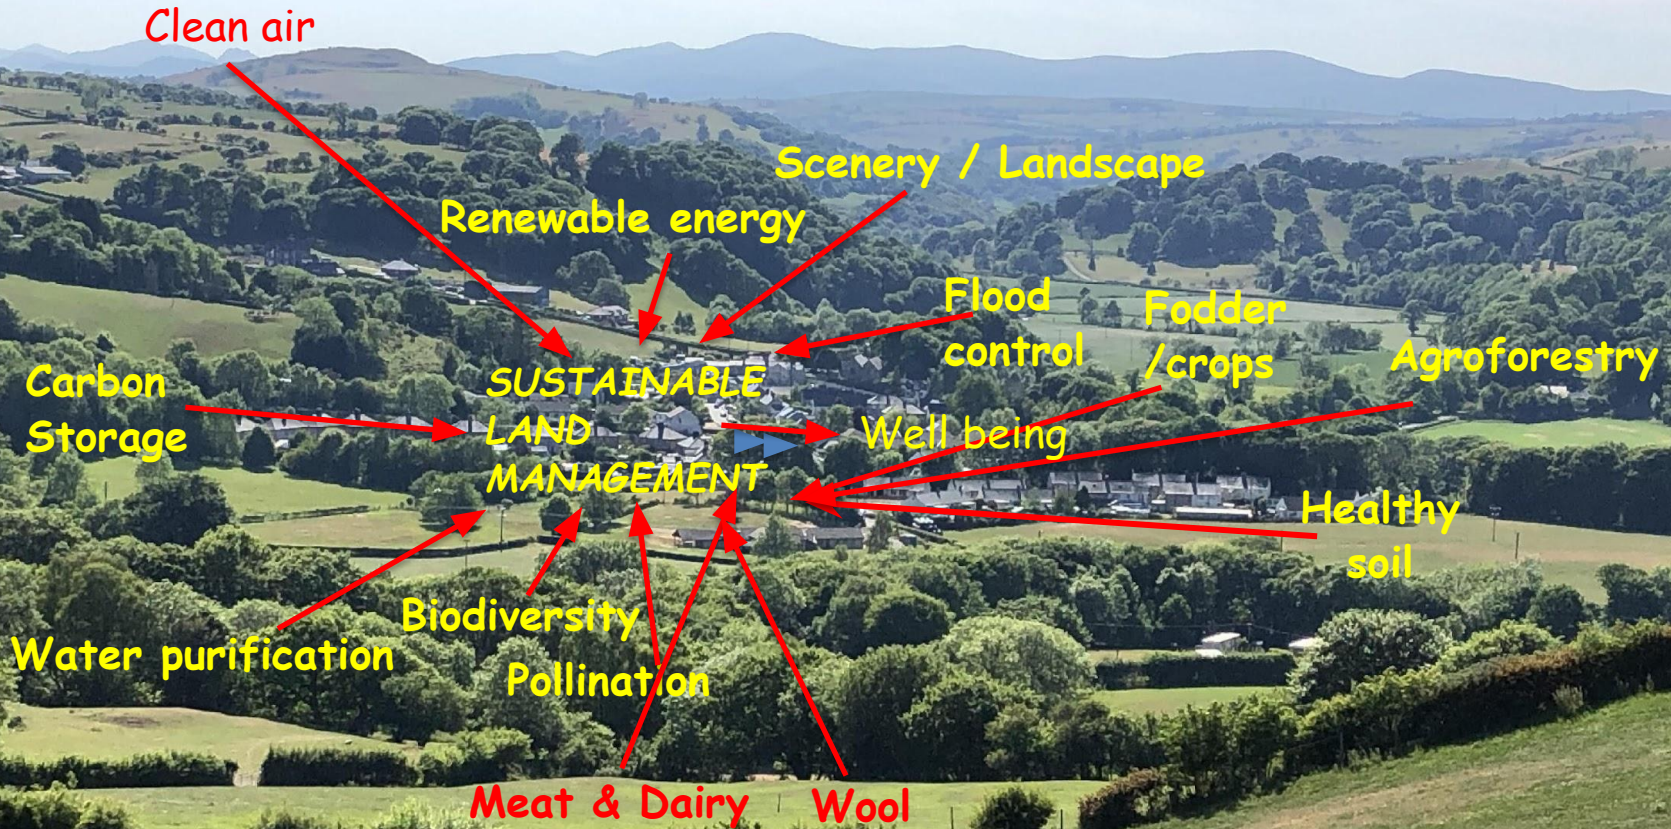 Clean air
Scenery / Landscape
Renewable energy
Flood
control
Fodder
/crops
Agroforestry
Carbon
Storage
SUSTAINABLE
LAND
MANAGEMENT
Well being
Healthy
soil
Biodiversity
Water purification
Pollination
Meat & Dairy
Wool